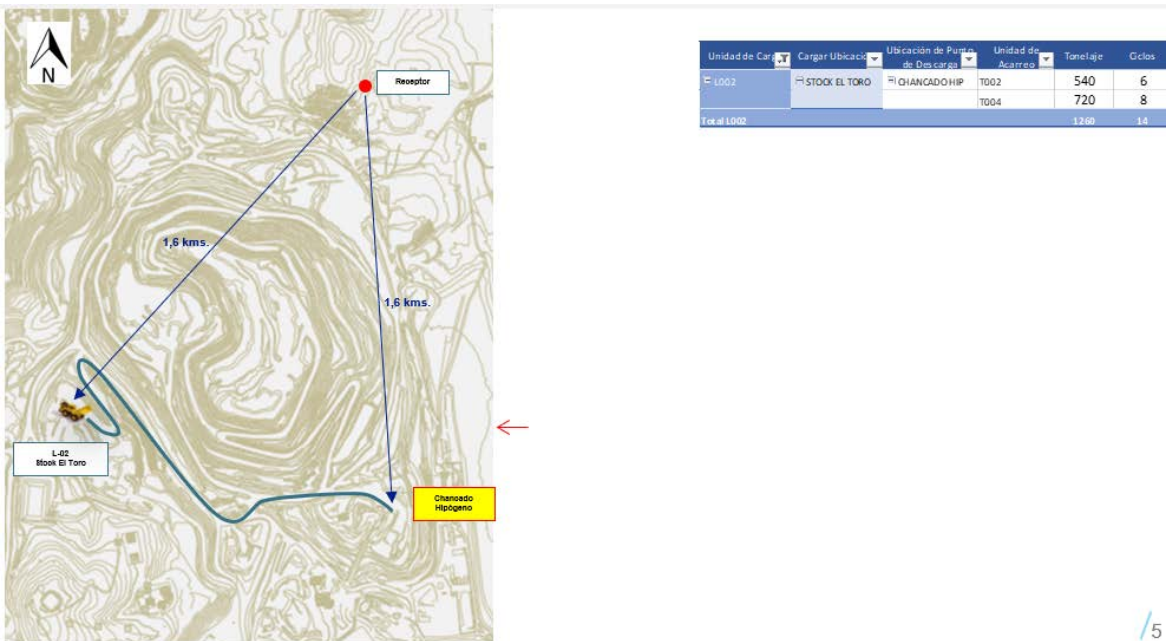 N
Receptor
1,6 kms.
1,6 kms.
L-02
Stock El Toro
Chancado
Hipógeno
Unidad de Carg Cargar Ubicació Ubicación de Punto de Descarga Unidad de Acarreo Tonelaje Ciclos
L002 STOCK EL TORO CHANCADO HIP T002 540 6
T004 720 8
Total L002 1260 14
/5